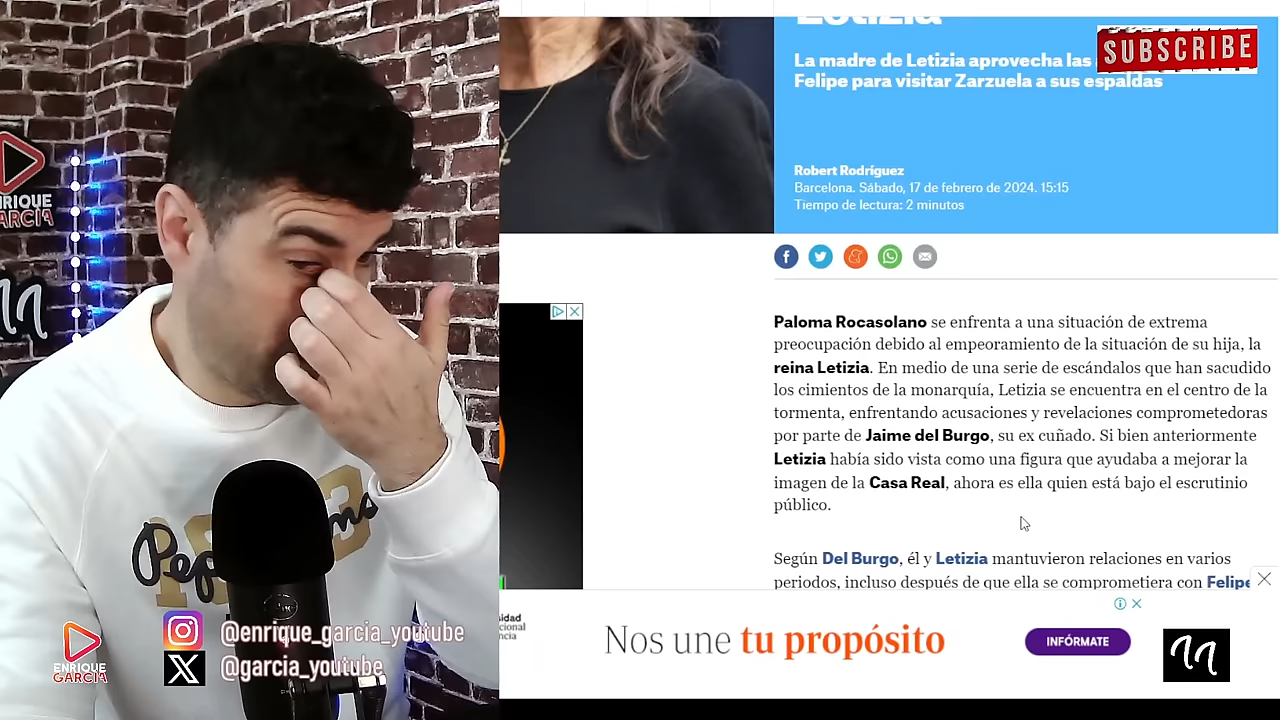 Letizia
La madre de Letizia aprovecha las
Felipe para visitar Zarzuela a sus espaldas
SUBSCRIBE
Robert Rodríguez
Barcelona. Sábado, 17 de febrero de 2024. 15:15
Tiempo de lectura: 2 minutos
Paloma Rocasolano se enfrenta a una situación de extrema
preocupación debido al empeoramiento de la situación de su hija, la
reina Letizia. En medio de una serie de escándalos que han sacudido
los cimientos de la monarquía, Letizia se encuentra en el centro de la
tormenta, enfrentando acusaciones y revelaciones comprometedoras
por parte de Jaime del Burgo, su ex cuñado. Si bien anteriormente
Letizia había sido vista como una figura que ayudaba a mejorar la
imagen de la Casa Real, ahora es ella quien está bajo el escrutinio
público.
Según Del Burgo, él y Letizia mantuvieron relaciones en varios
periodos, incluso después de que ella se comprometiera con Felipe
Nos une tu propósito
INFÓRMATE
@enrique_garcia_youtube
@garcia_youtube
ENRIQUE
GARCIA